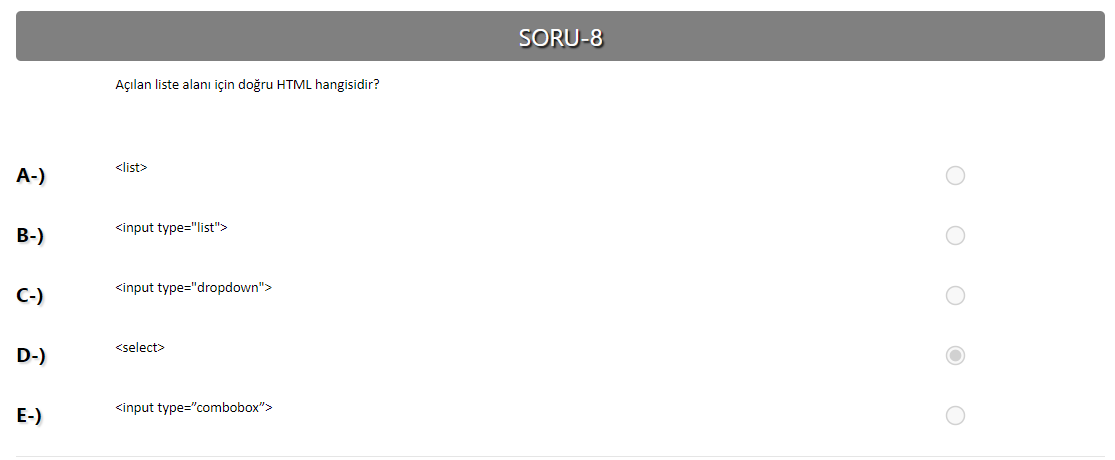 SORU-8
Açılan liste alanı için doğru HTML hangisidir?
A-) <list>
B-) <input type="list">
C-) <input type="dropdown">
D-) <select>
E-) <input type=”combobox”>